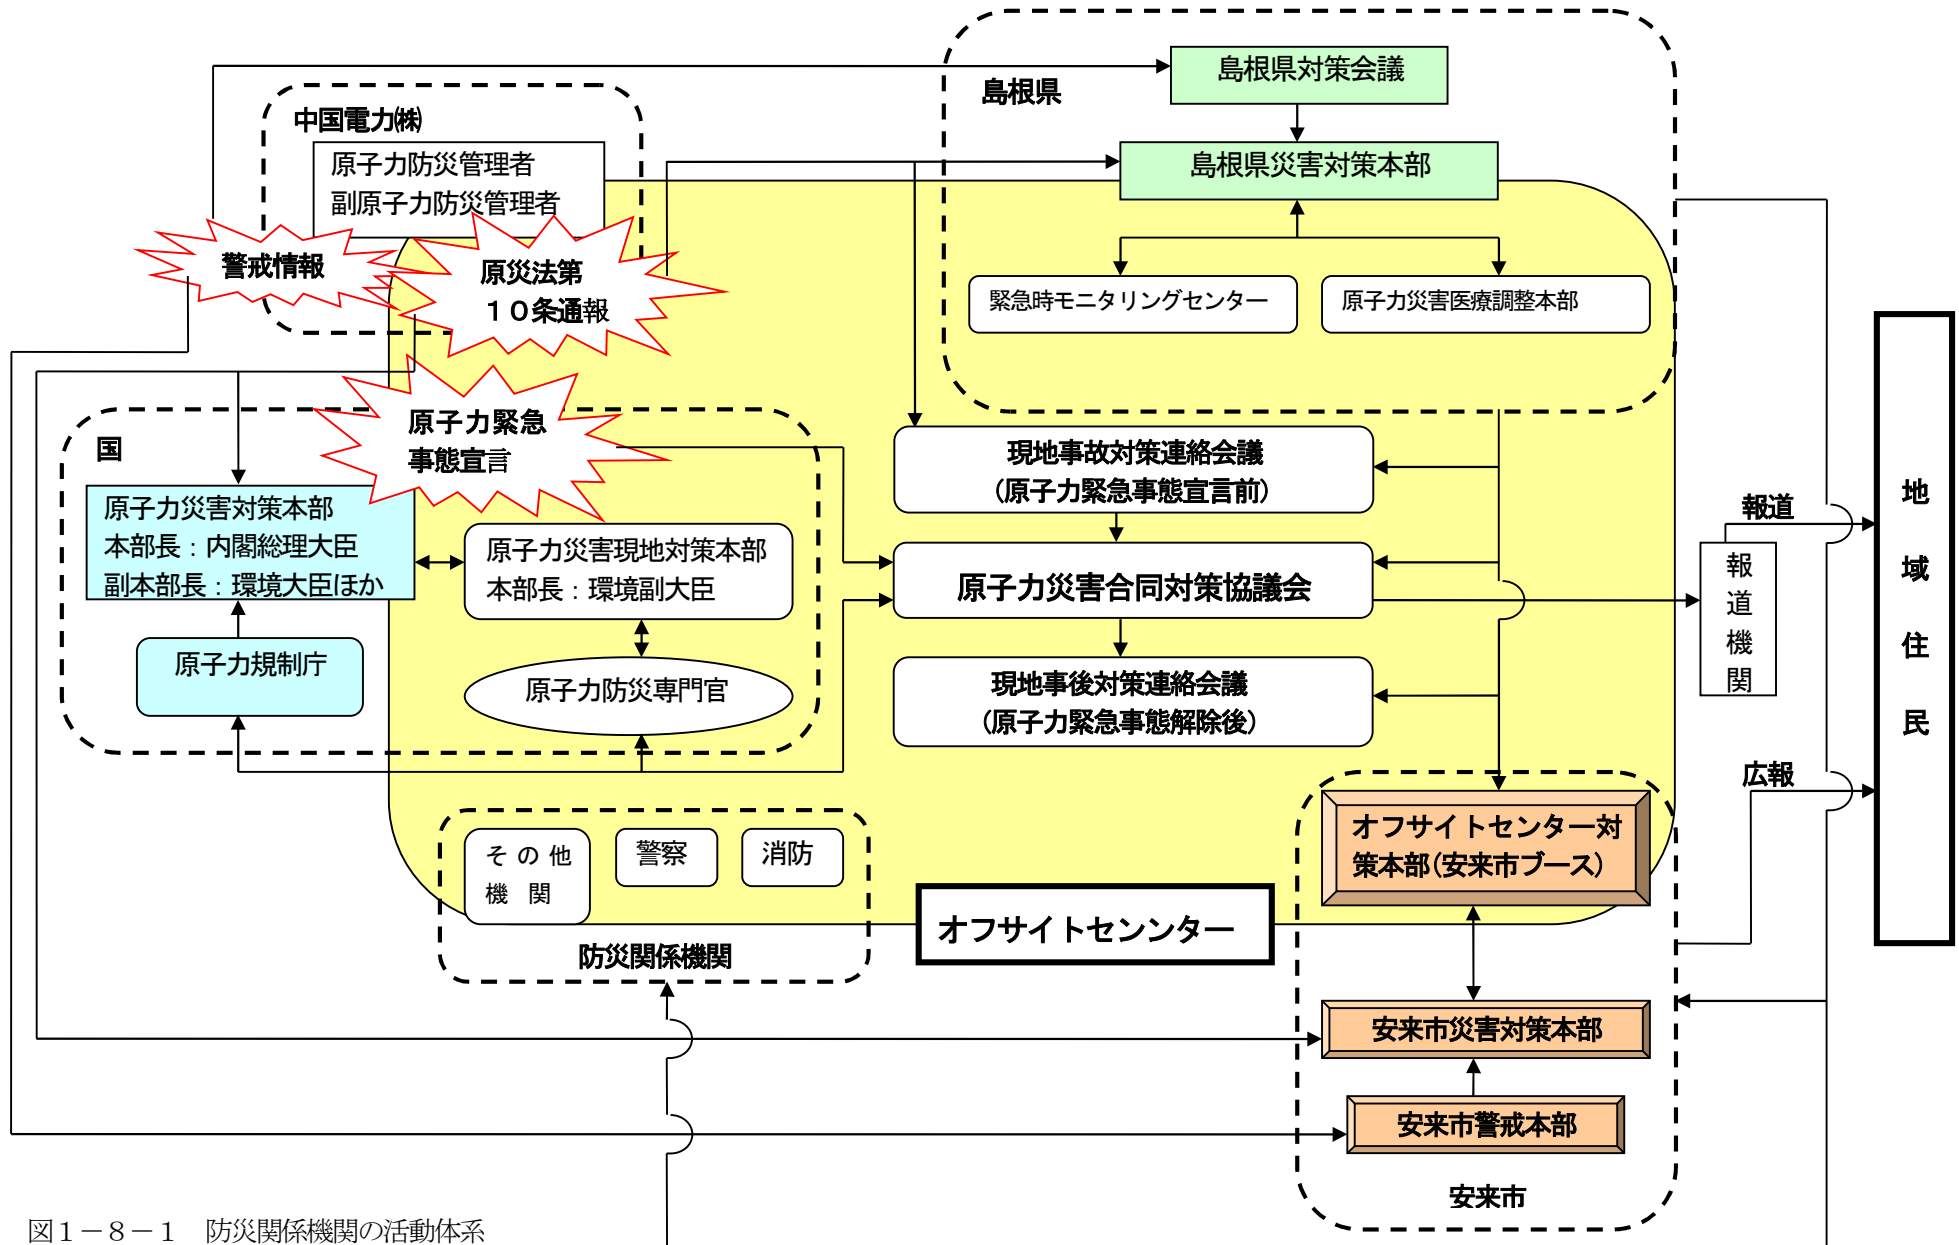 島根県対策会議
島根県
中国電力㈱
原子力防災管理者
副原子力防災管理者
島根県災害対策本部
警戒情報
原災法第
１０条通報
緊急時モニタリングセンター
原子力災害医療調整本部
原子力緊急
事態宣言
国
現地事故対策連絡会議
（原子力緊急事態宣言前）
原子力災害対策本部
本部長：内閣総理大臣
副本部長：環境大臣ほか
原子力災害現地対策本部
本部長：環境副大臣
原子力災害合同対策協議会
原子力規制庁
原子力防災専門官
現地事後対策連絡会議
（原子力緊急事態解除後）
報道
報
道
機
関
地
域
住
民
広報
その他
機 関
警察
消防
防災関係機関
オフサイトセンンター
オフサイトセンター対
策本部（安来市ブース）
安来市災害対策本部
安来市警戒本部
安来市
図１－８－１　防災関係機関の活動体系